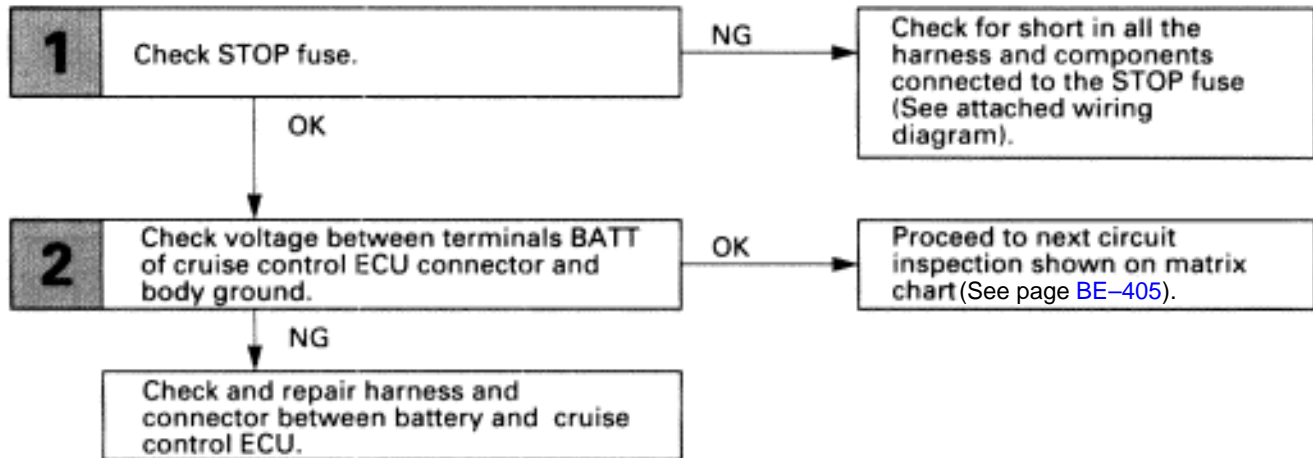 1
Check STOP fuse.
NG
Check for short in all the
harness and components
connected to the STOP fuse
(See attached wiring
diagram).
OK
2
Check voltage between terminals BATT
of cruise control ECU connector and
body ground.
OK
Proceed to next circuit
inspection shown on matrix
chart (See page BE–405).
NG
Check and repair harness and
connector between battery and cruise
control ECU.